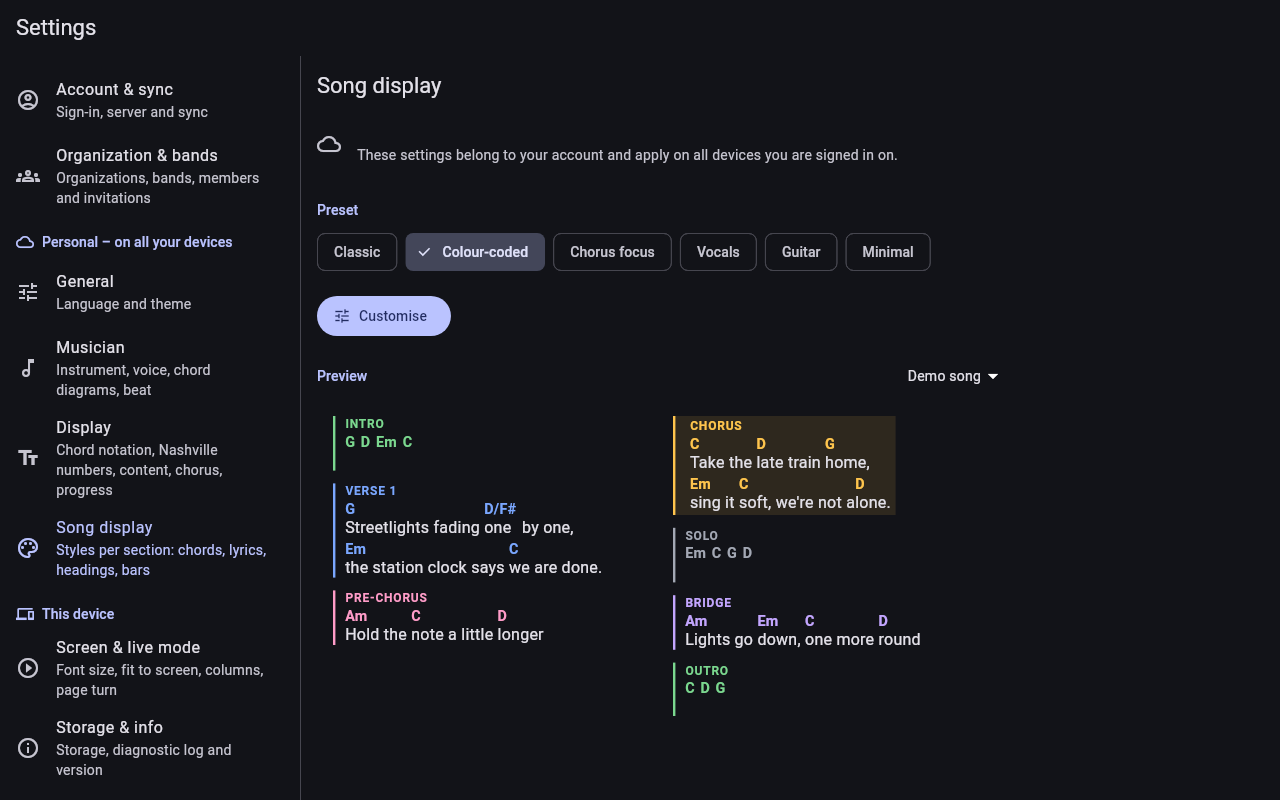 Settings
Account & sync
Sign-in, server and sync
Organization & bands
Organizations, bands, members
and invitations
Personal – on all your devices
General
Language and theme
Musician
Instrument, voice, chord
diagrams, beat
Display
Chord notation, Nashville
numbers, content, chorus,
progress
Song display
Styles per section: chords, lyrics,
headings, bars
This device
Screen & live mode
Font size, fit to screen, columns,
page turn
Storage & info
Storage, diagnostic log and
version
Song display
These settings belong to your account and apply on all devices you are signed in on.
Preset
Classic Colour-coded Chorus focus Vocals Guitar Minimal
Customise
Preview Demo song
INTRO
G D Em C
VERSE 1
G D/F#
Streetlights fading one by one,
Em C
the station clock says we are done.
PRE-CHORUS
Am C D
Hold the note a little longer
CHORUS
C D G
Take the late train home,
Em C D
sing it soft, we're not alone.
SOLO
Em C G D
BRIDGE
Am Em C D
Lights go down, one more round
OUTRO
C D G